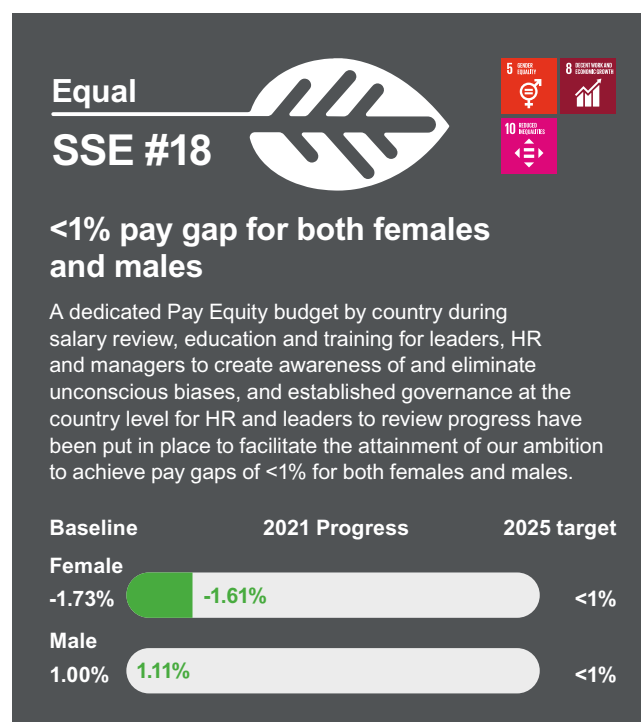 Equal
SSE #18
5 GENDER EQUALITY
8 DECENT WORK AND ECONOMIC GROWTH
10 REDUCED INEQUALITIES
<1% pay gap for both females
and males
A dedicated Pay Equity budget by country during
salary review, education and training for leaders, HR
and managers to create awareness of and eliminate
unconscious biases, and established governance at the
country level for HR and leaders to review progress have
been put in place to facilitate the attainment of our ambition
to achieve pay gaps of <1% for both females and males.
Baseline 2021 Progress 2025 target
Female
-1.73% -1.61% <1%
Male
1.00% 1.11% <1%